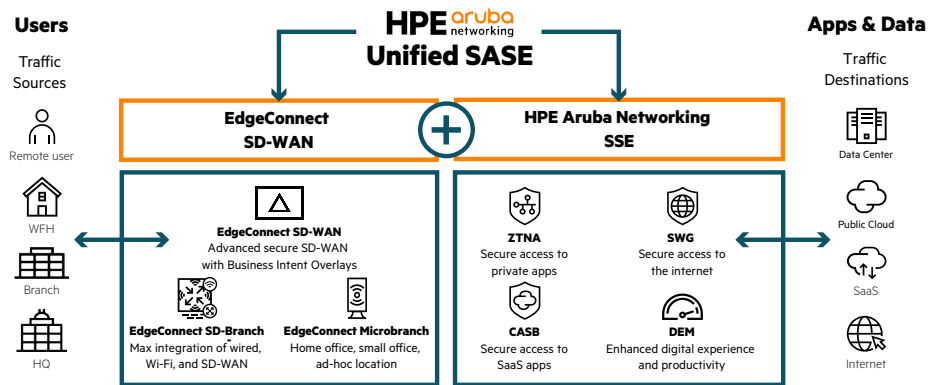 HPE aruba
networking
Unified SASE
Users
Traffic
Sources
Remote user
WFH
Branch
HQ
EdgeConnect
SD-WAN
EdgeConnect SD-WAN
Advanced secure SD-WAN
with Business Intent Overlays
EdgeConnect SD-Branch
Max integration of wired,
Wi-Fi, and SD-WAN
EdgeConnect Microbranch
Home office, small office,
ad-hoc location
HPE Aruba Networking
SSE
ZTNA
Secure access to
private apps
SWG
Secure access to
the internet
CASB
Secure access to
SaaS apps
DEM
Enhanced digital experience
and productivity
Apps & Data
Traffic
Destinations
Data Center
Public Cloud
SaaS
Internet